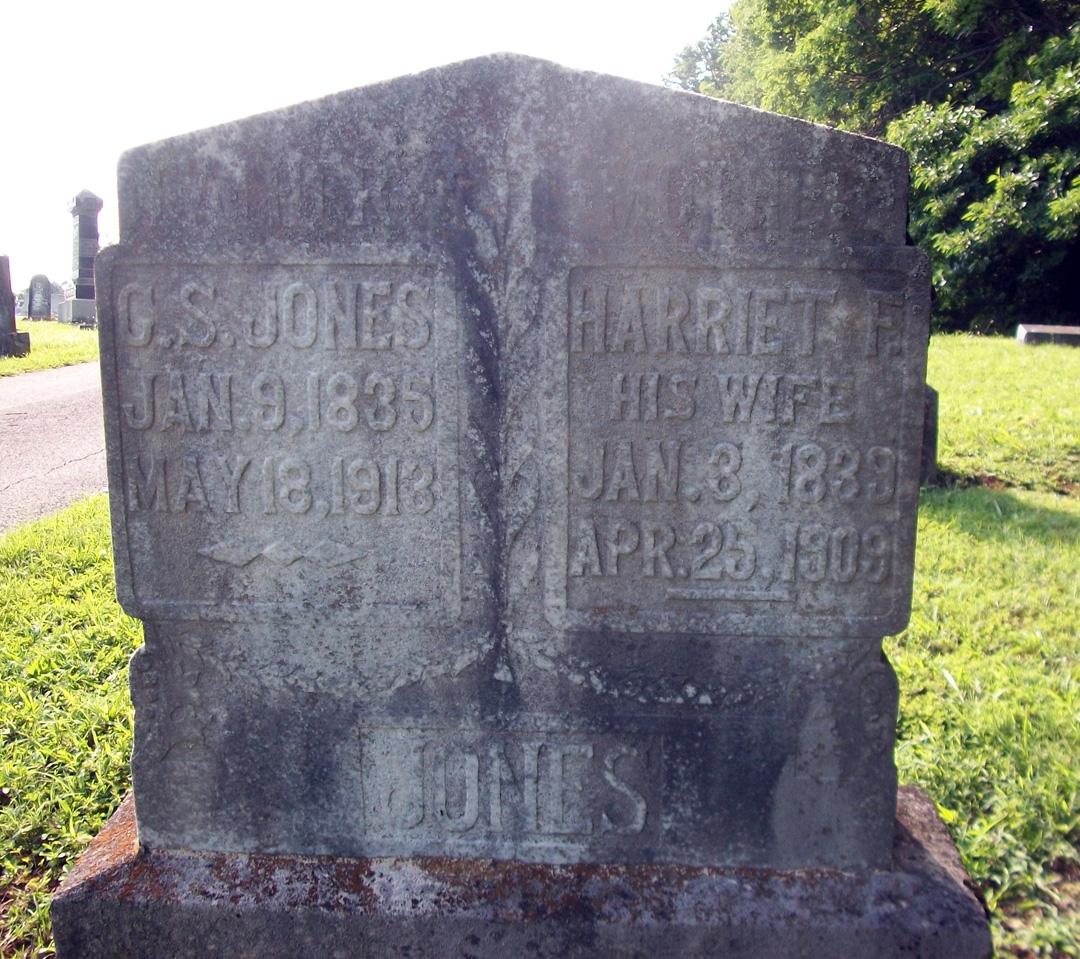 C.S. JONES
JAN. 9, 1835
MAY 18, 1913
HARRIET F.
HIS WIFE
JAN. 3, 1839
APR. 25, 1909
JONES